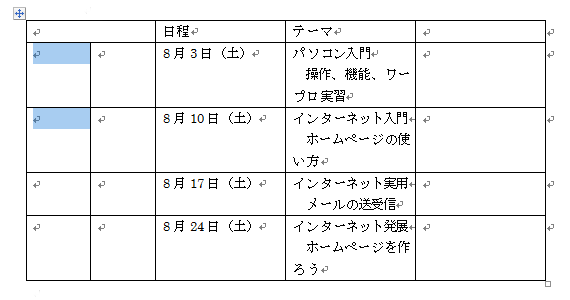 日程 テーマ
8月3日（土） パソコン入門
操作、機能、ワー
プロ実習
8月10日（土） インターネット入門
ホームページの使
い方
8月17日（土） インターネット実用
メールの送受信
8月24日（土） インターネット発展
ホームページを作
ろう